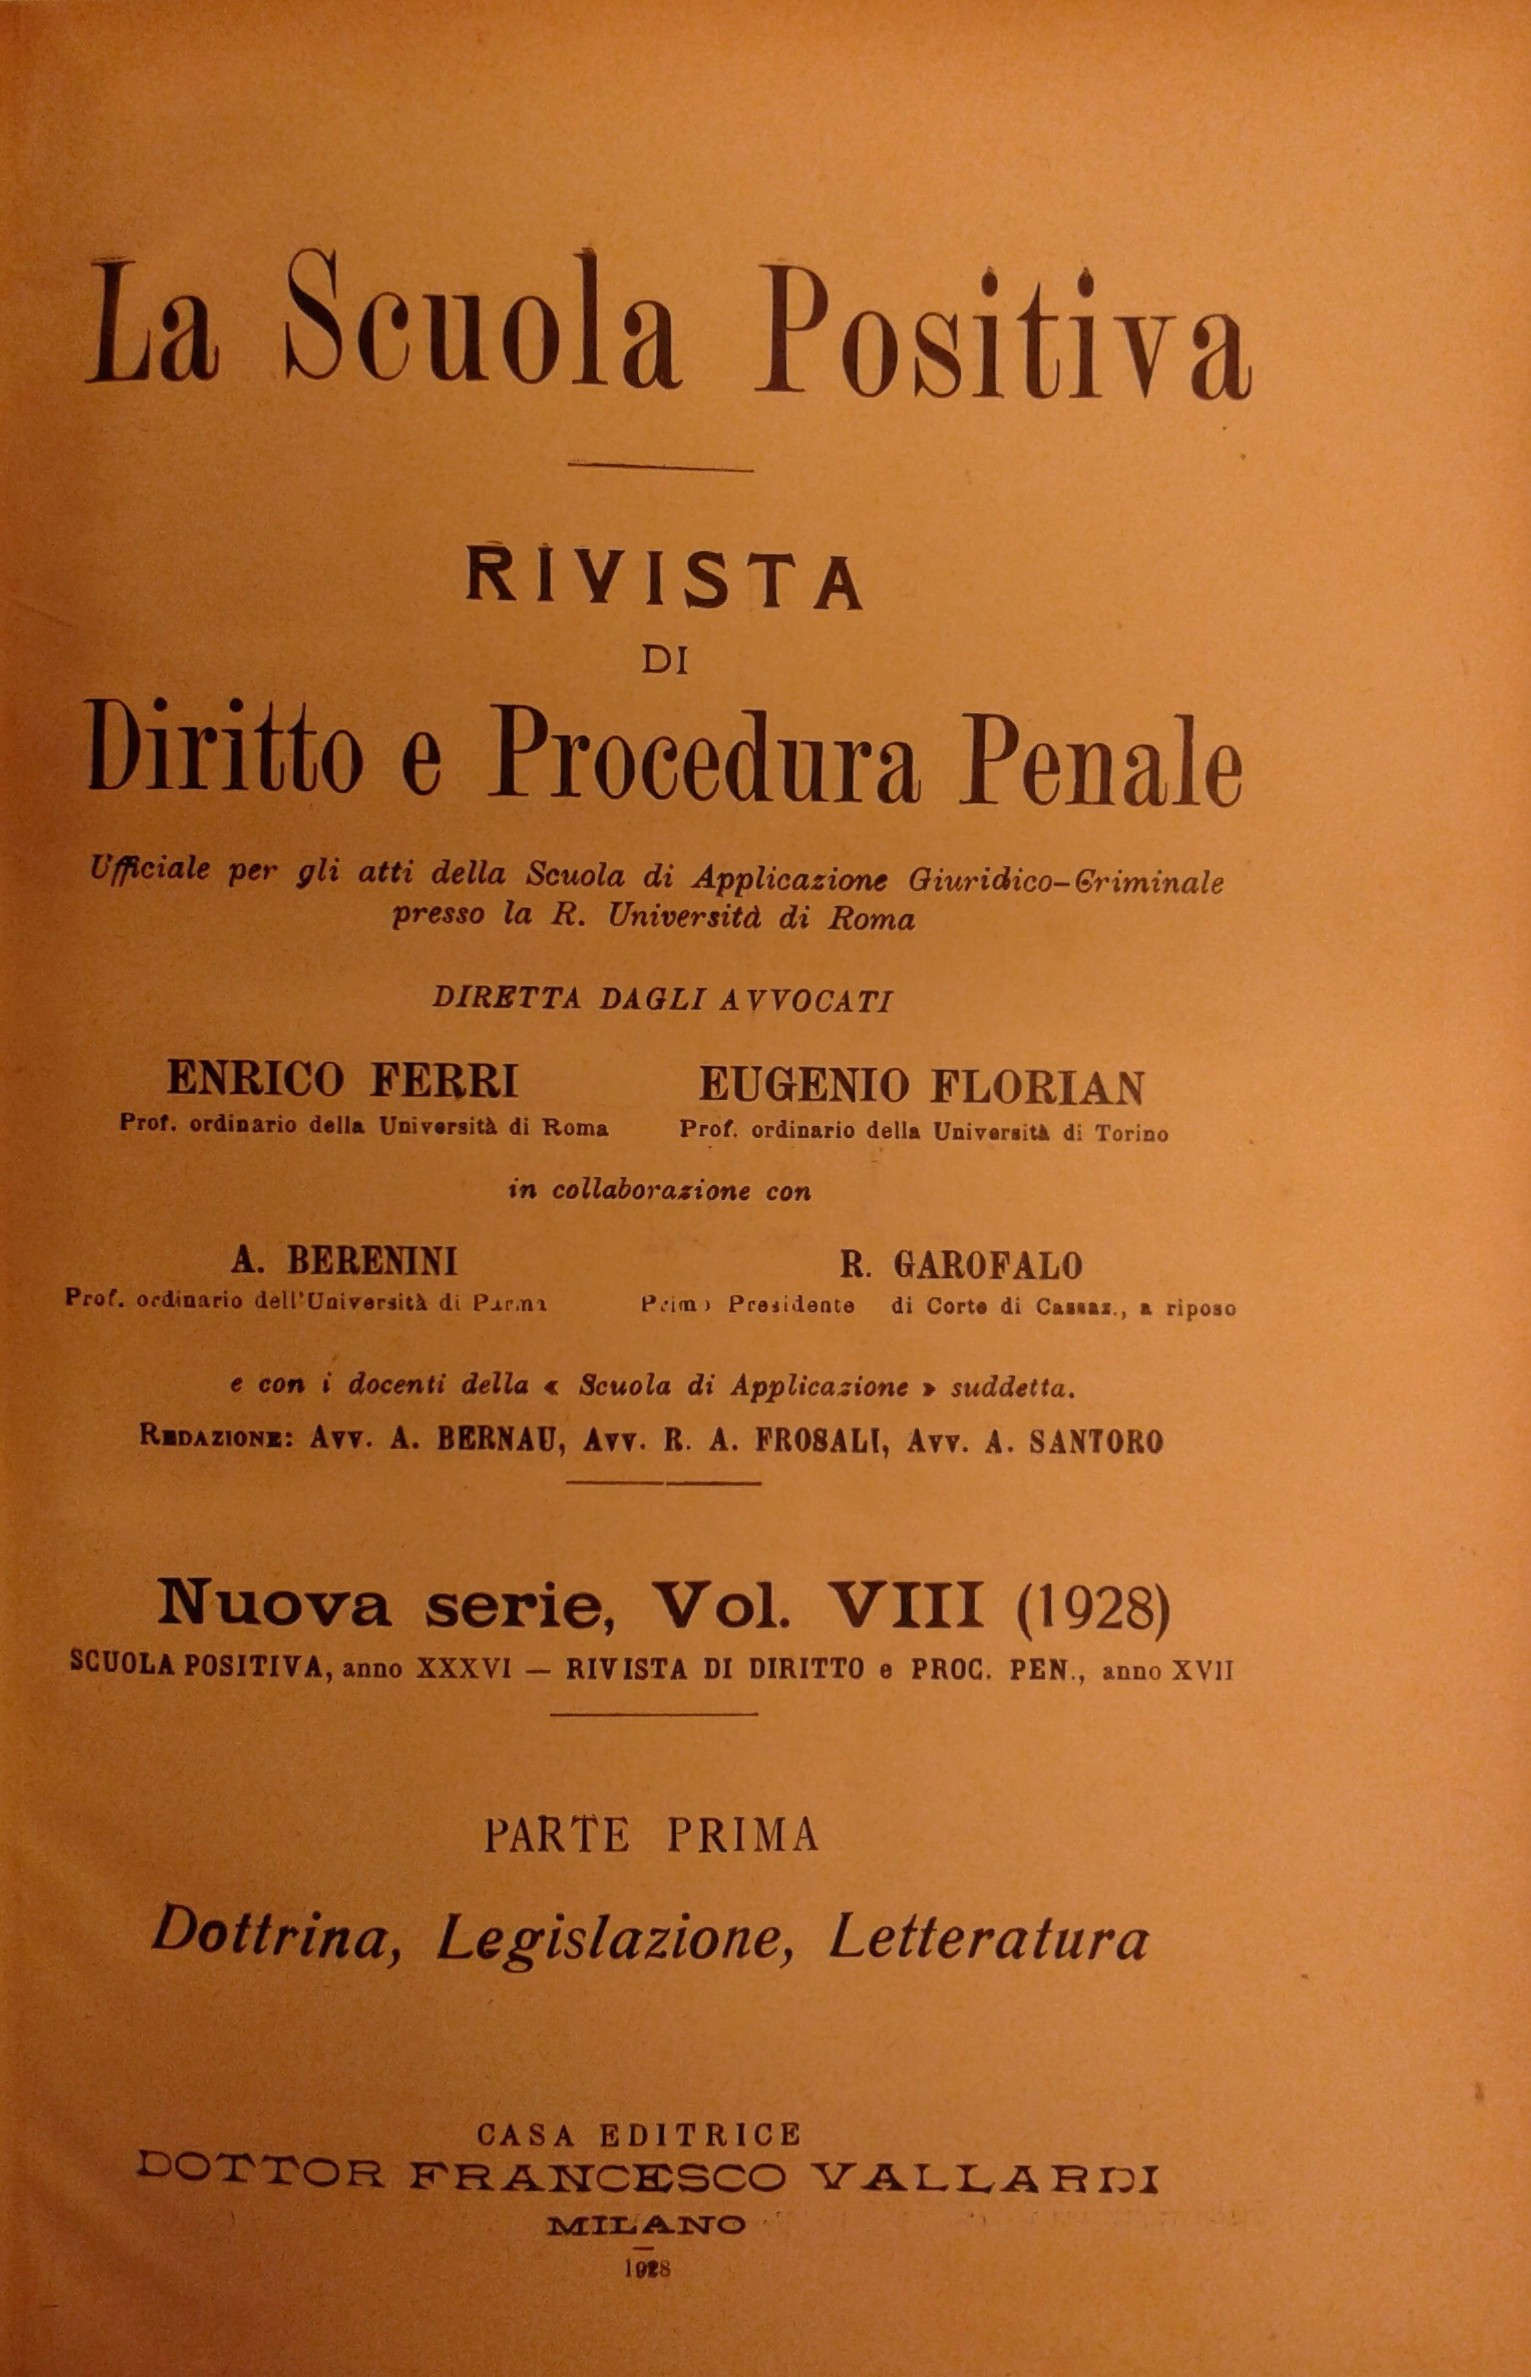 La Scuola Positiva
RIVISTA
DI
Diritto e Procedura Penale
Ufficiale per gli atti della Scuola di Applicazione Giuridico-Criminale
presso la R. Università di Roma
DIRETTA DAGLI AVVOCATI
ENRICO FERRI EUGENIO FLORIAN
Prof. ordinario della Università di Roma Prof. ordinario della Università di Torino
in collaborazione con
A. BERENINI R. GAROFALO
Prof. ordinario dell'Università di Parma Primo Presidente di Corte di Cassaz., a riposo
e con i docenti della « Scuola di Applicazione » suddetta.
REDAZIONE: Avv. A. BERNAU, Avv. R. A. FROSALI, Avv. A. SANTORO
Nuova serie, Vol. VIII (1928)
SCUOLA POSITIVA, anno XXXVI — RIVISTA DI DIRITTO e PROC. PEN., anno XVII
PARTE PRIMA
Dottrina, Legislazione, Letteratura
CASA EDITRICE
DOTTOR FRANCESCO VALLARDI
MILANO
1928